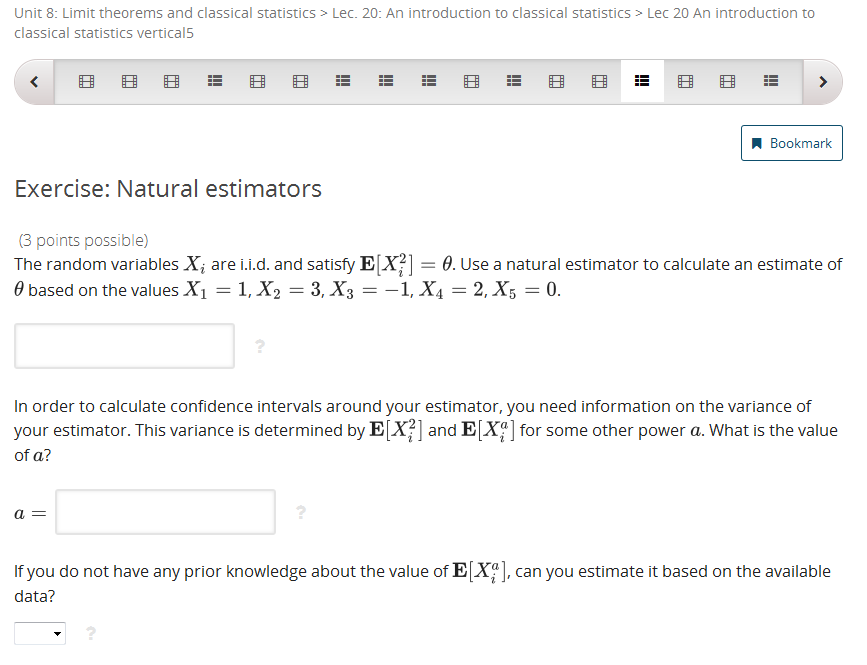 Unit 8: Limit theorems and classical statistics > Lec. 20: An introduction to classical statistics > Lec 20 An introduction to
classical statistics vertical5
Bookmark
Exercise: Natural estimators
(3 points possible)
The random variables X_i are i.i.d. and satisfy E[X_i^2] = θ. Use a natural estimator to calculate an estimate of
θ based on the values X_1 = 1, X_2 = 3, X_3 = −1, X_4 = 2, X_5 = 0.
?
In order to calculate confidence intervals around your estimator, you need information on the variance of
your estimator. This variance is determined by E[X_i^2] and E[X_i^a] for some other power a. What is the value
of a?
a =
?
If you do not have any prior knowledge about the value of E[X_i^a], can you estimate it based on the available
data?
?